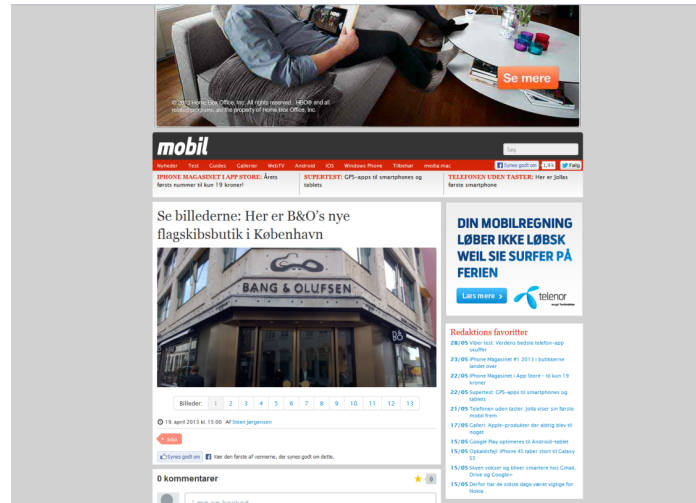 Se mere
© 2013 Home Box Office, Inc. All rights reserved. HBO® and all
related programs are the property of Home Box Office, Inc.
mobil
Søg
Nyheder Test Guides Gallerier WebTV Android iOS Windows Phone Tilbehør media:mac
Synes godt om 1,9 k Følg
IPHONE MAGASINET I APP STORE: Årets
første nummer til kun 19 kroner!
SUPERTEST: GPS-apps til smartphones og
tablets
TELEFONEN UDEN TASTER: Her er Jollas
første smartphone
Se billederne: Her er B&O's nye
flagskibsbutik i København
BANG & OLUFSEN
BO
Billeder: 1 2 3 4 5 6 7 8 9 10 11 12 13
19. april 2013 kl. 15:00 Af Steen Jørgensen
b&o
Synes godt om Vær den første af vennerne, der synes godt om dette.
0 kommentarer
0
DIN MOBILREGNING
LØBER IKKE LØBSK
WEIL SIE SURFER PÅ
FERIEN
Læs mere
telenor
Redaktions favoritter
28/05 Viber test: Verdens bedste telefon-app
skuffer
23/05 iPhone Magasinet #1 2013 i butikkerne
landet over
22/05 iPhone Magasinet i App Store - til kun 19
kroner
22/05 Supertest: GPS-apps til smartphones og
tablets
21/05 Telefonen uden taster: Jolla viser sin første
mobil frem
17/05 Galleri: Apple-produkter der aldrig blev til
noget
15/05 Google Play optimeres til Android-tablet
15/05 Opkaldsfejl: iPhone 4S taber stort til Galaxy
S3
15/05 Skyen vokser og bliver smartere hos Gmail,
Drive og Google+
15/05 Derfor har de sidste dage været vigtige for
Nokia